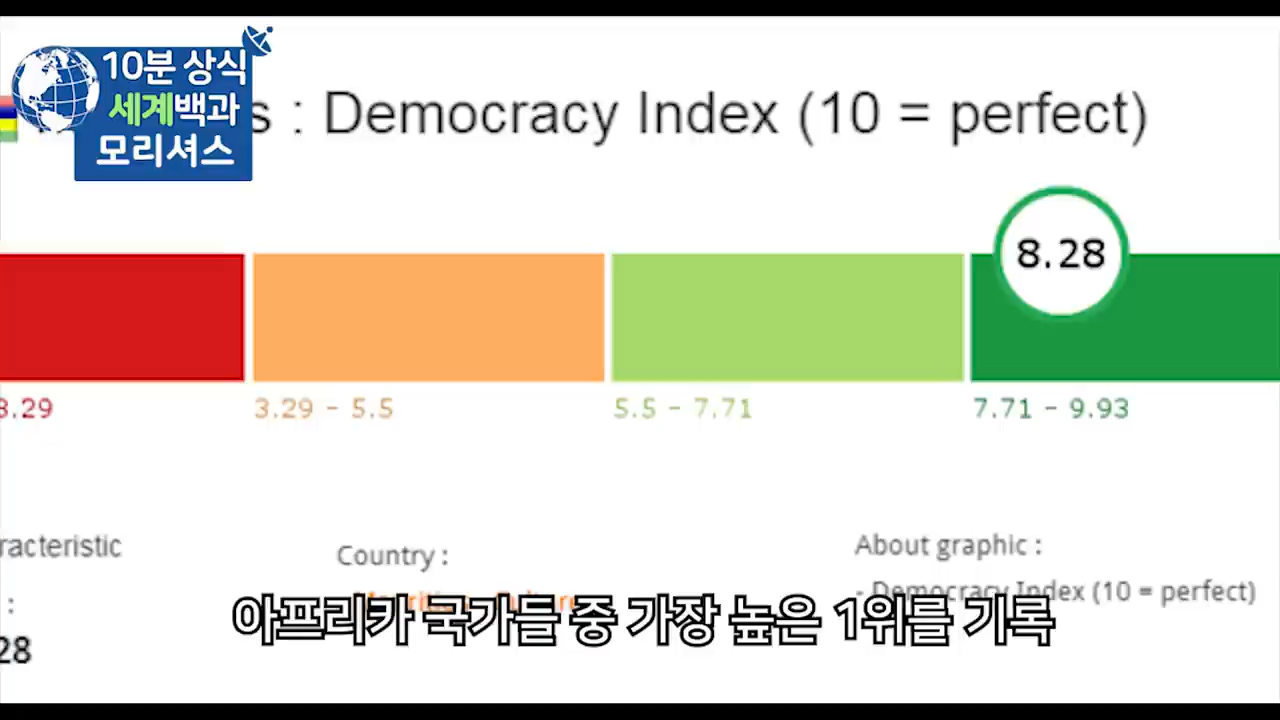 10분 상식
세계백과
모리셔스
s : Democracy Index (10 = perfect)
8.28
3.29
3.29 - 5.5
5.5 - 7.71
7.71 - 9.93
racteristic
Country :
About graphic :
- Democracy Index (10 = perfect)
:
28
아프리카 국가들 중 가장 높은 1위를 기록